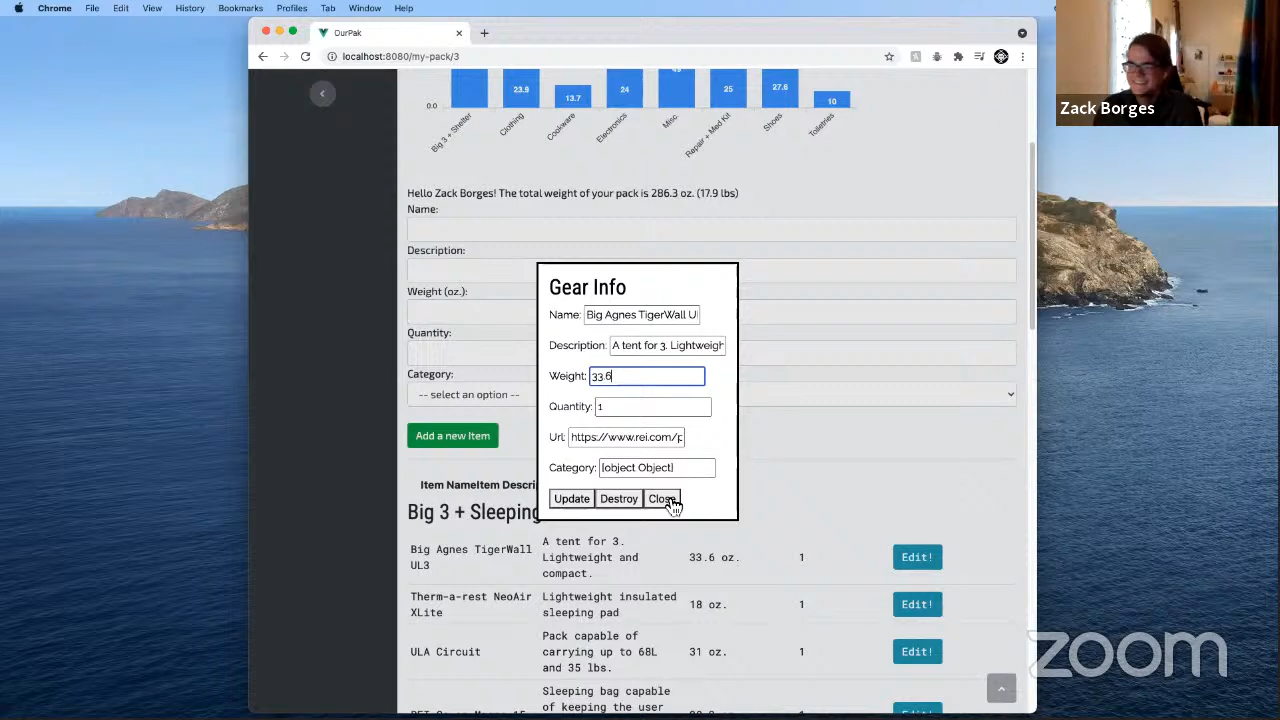 Chrome File Edit View History Bookmarks Profiles Tab Window Help
OurPak
localhost:8080/my-pack/3
Zack Borges
0.0 23.9 13.7 24 45 25 27.6 10
Big 3 + Shelter Clothing Cookware Electronics Misc. Repair + Med Kit Shoes Toiletries
Hello Zack Borges! The total weight of your pack is 286.3 oz. (17.9 lbs)
Name:
Description:
Weight (oz.):
Quantity:
Category:
-- select an option --
Add a new Item
Gear Info
Name: Big Agnes TigerWall U
Description: A tent for 3. Lightweigh
Weight: 33.6
Quantity: 1
Url: https://www.rei.com/p
Category: [object Object]
Update Destroy Close
Item NameItem Descri
Big 3 + Sleeping
Big Agnes TigerWall
UL3
A tent for 3.
Lightweight and
compact.
33.6 oz. 1 Edit!
Therm-a-rest NeoAir
XLite
Lightweight insulated
sleeping pad
18 oz. 1 Edit!
ULA Circuit
Pack capable of
carrying up to 68L
and 35 lbs.
31 oz. 1 Edit!
Sleeping bag capable
of keeping the user
zoom